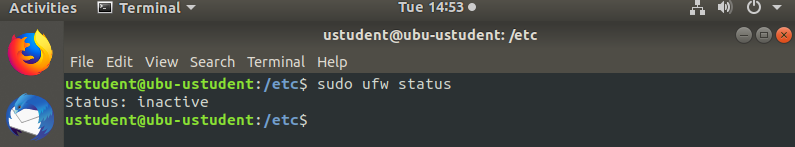 Activities Terminal Tue 14:53
ustudent@ubu-ustudent: /etc
File Edit View Search Terminal Help
ustudent@ubu-ustudent:/etc$ sudo ufw status
Status: inactive
ustudent@ubu-ustudent:/etc$